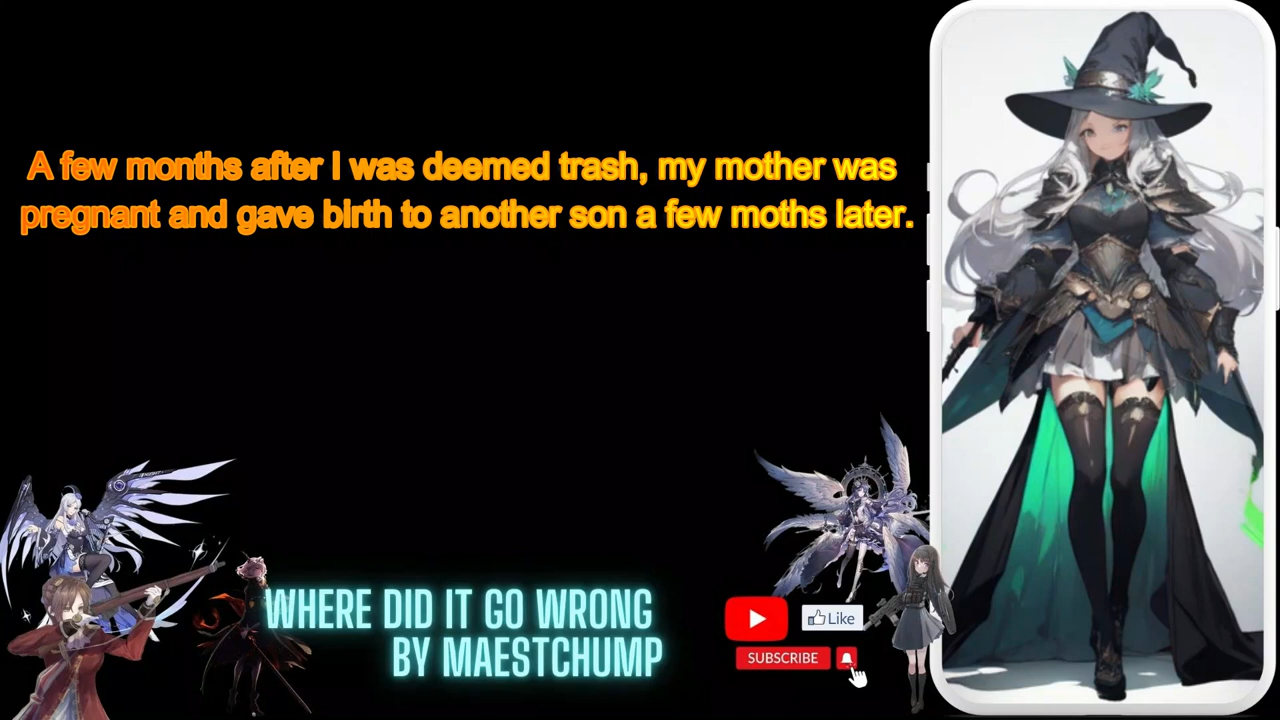 A few months after I was deemed trash, my mother was
pregnant and gave birth to another son a few moths later.
WHERE DID IT GO WRONG
BY MAESTCHUMP
Like
SUBSCRIBE